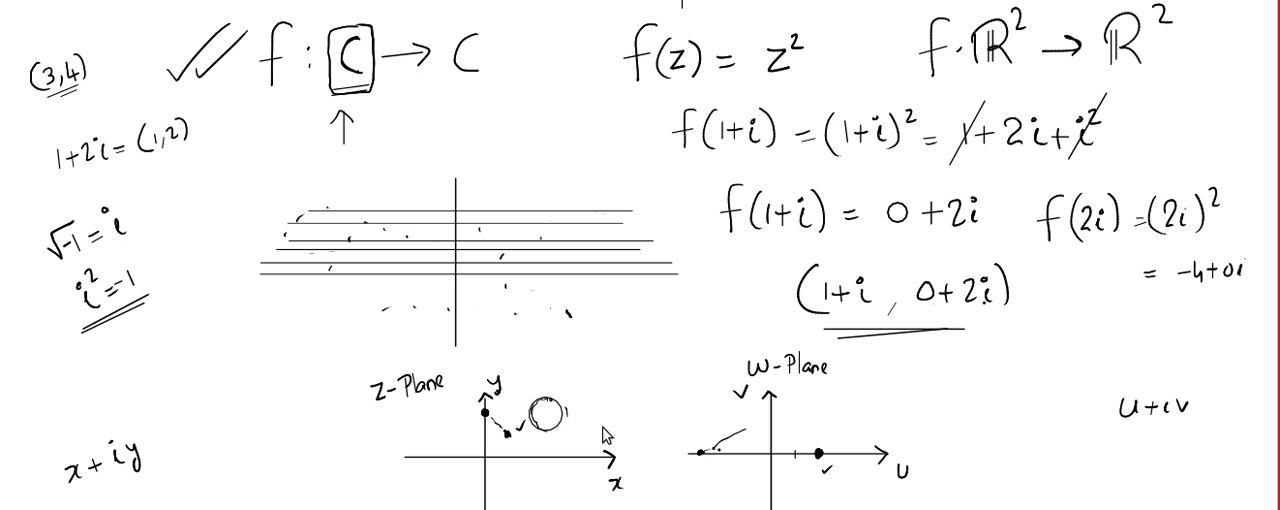 (3,4)
f : C → C
f(z) = z²
f : ℝ² → ℝ²
1+2i = (1,2)
f(1+i) = (1+i)² = 1 + 2i + i²
√-1 = i
f(1+i) = 0 + 2i
f(2i) = (2i)²
= -4+0i
i² = -1
(1+i , 0+2i)
Z-Plane
y
x
W-Plane
v
u
u+iv
x + iy